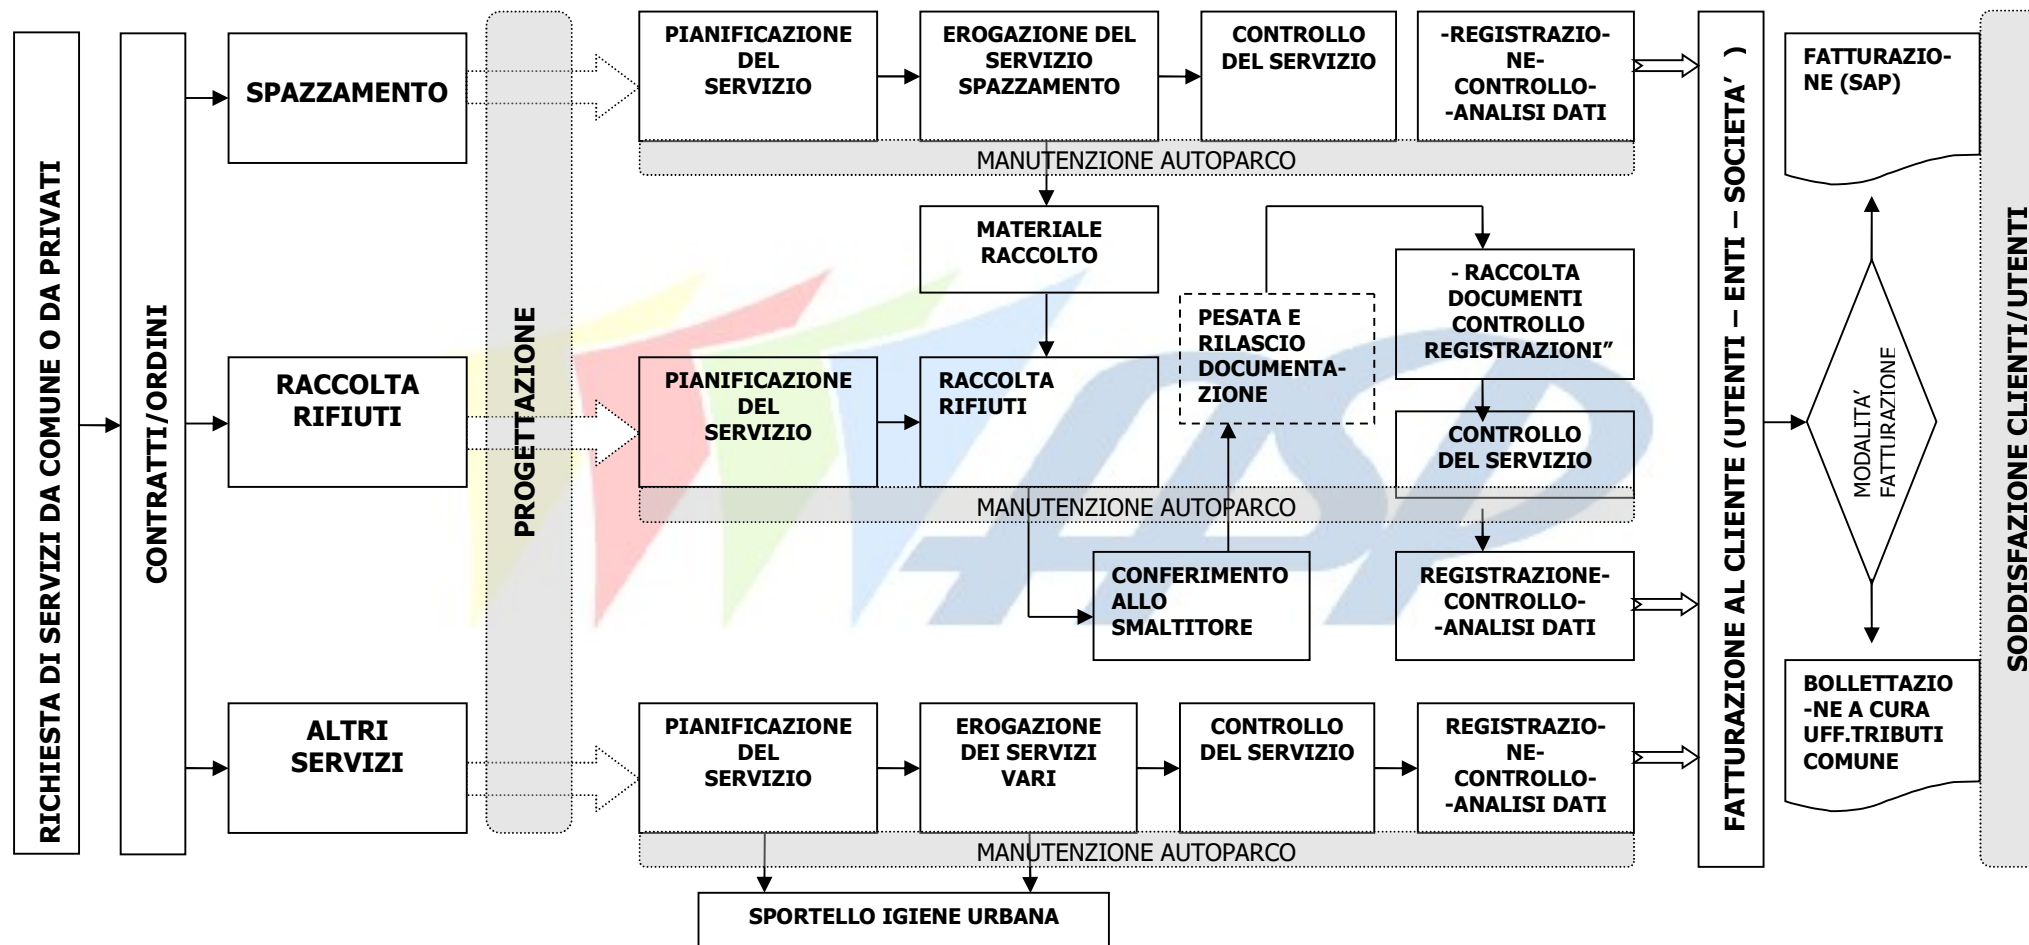 RICHIESTA DI SERVIZI DA COMUNE O DA PRIVATI
CONTRATTI/ORDINI
SPAZZAMENTO
RACCOLTA
RIFIUTI
ALTRI
SERVIZI
PROGETTAZIONE
PIANIFICAZIONE
DEL
SERVIZIO
EROGAZIONE DEL
SERVIZIO
SPAZZAMENTO
CONTROLLO
DEL SERVIZIO
-REGISTRAZIO-
NE-
CONTROLLO-
-ANALISI DATI
MANUTENZIONE AUTOPARCO
MATERIALE
RACCOLTO
PIANIFICAZIONE
DEL
SERVIZIO
RACCOLTA
RIFIUTI
PESATA E
RILASCIO
DOCUMENTA-
ZIONE
- RACCOLTA
DOCUMENTI
CONTROLLO
REGISTRAZIONI”
CONTROLLO
DEL SERVIZIO
MANUTENZIONE AUTOPARCO
CONFERIMENTO
ALLO
SMALTITORE
REGISTRAZIONE-
CONTROLLO-
-ANALISI DATI
HSP
PIANIFICAZIONE
DEL
SERVIZIO
EROGAZIONE
DEI SERVIZI
VARI
CONTROLLO
DEL SERVIZIO
REGISTRAZIO-
NE-
CONTROLLO-
-ANALISI DATI
MANUTENZIONE AUTOPARCO
SPORTELLO IGIENE URBANA
FATTURAZIONE AL CLIENTE (UTENTI – ENTI – SOCIETA’ )
FATTURAZIO-
NE (SAP)
MODALITA’
FATTURAZIONE
BOLLETTAZIO
-NE A CURA
UFF.TRIBUTI
COMUNE
SODDISFAZIONE CLIENTI/UTENTI